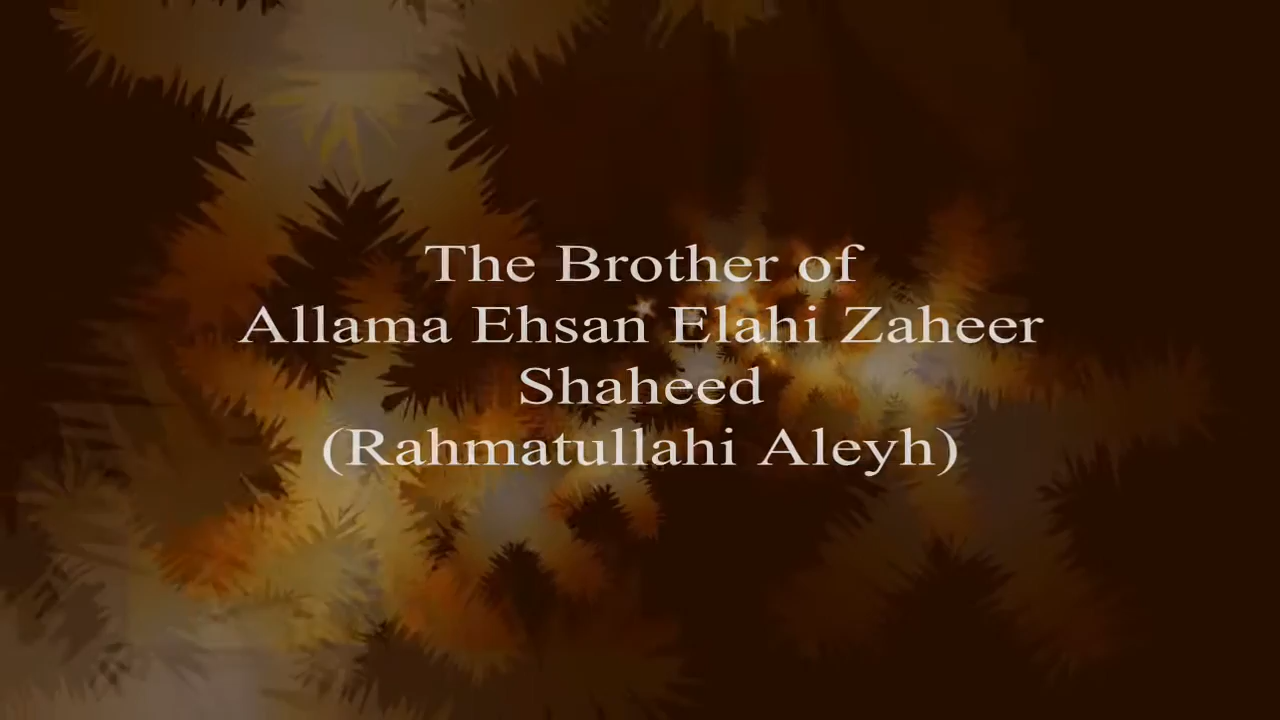 The Brother of
Allama Ehsan Elahi Zaheer
Shaheed
(Rahmatullahi Aleyh)